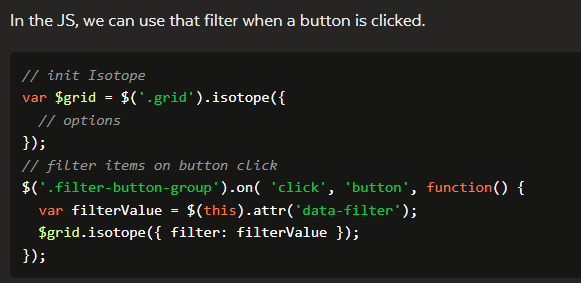 In the JS, we can use that filter when a button is clicked.
// init Isotope
var $grid = $('.grid').isotope({
  // options
});
// filter items on button click
$('.filter-button-group').on( 'click', 'button', function() {
  var filterValue = $(this).attr('data-filter');
  $grid.isotope({ filter: filterValue });
});